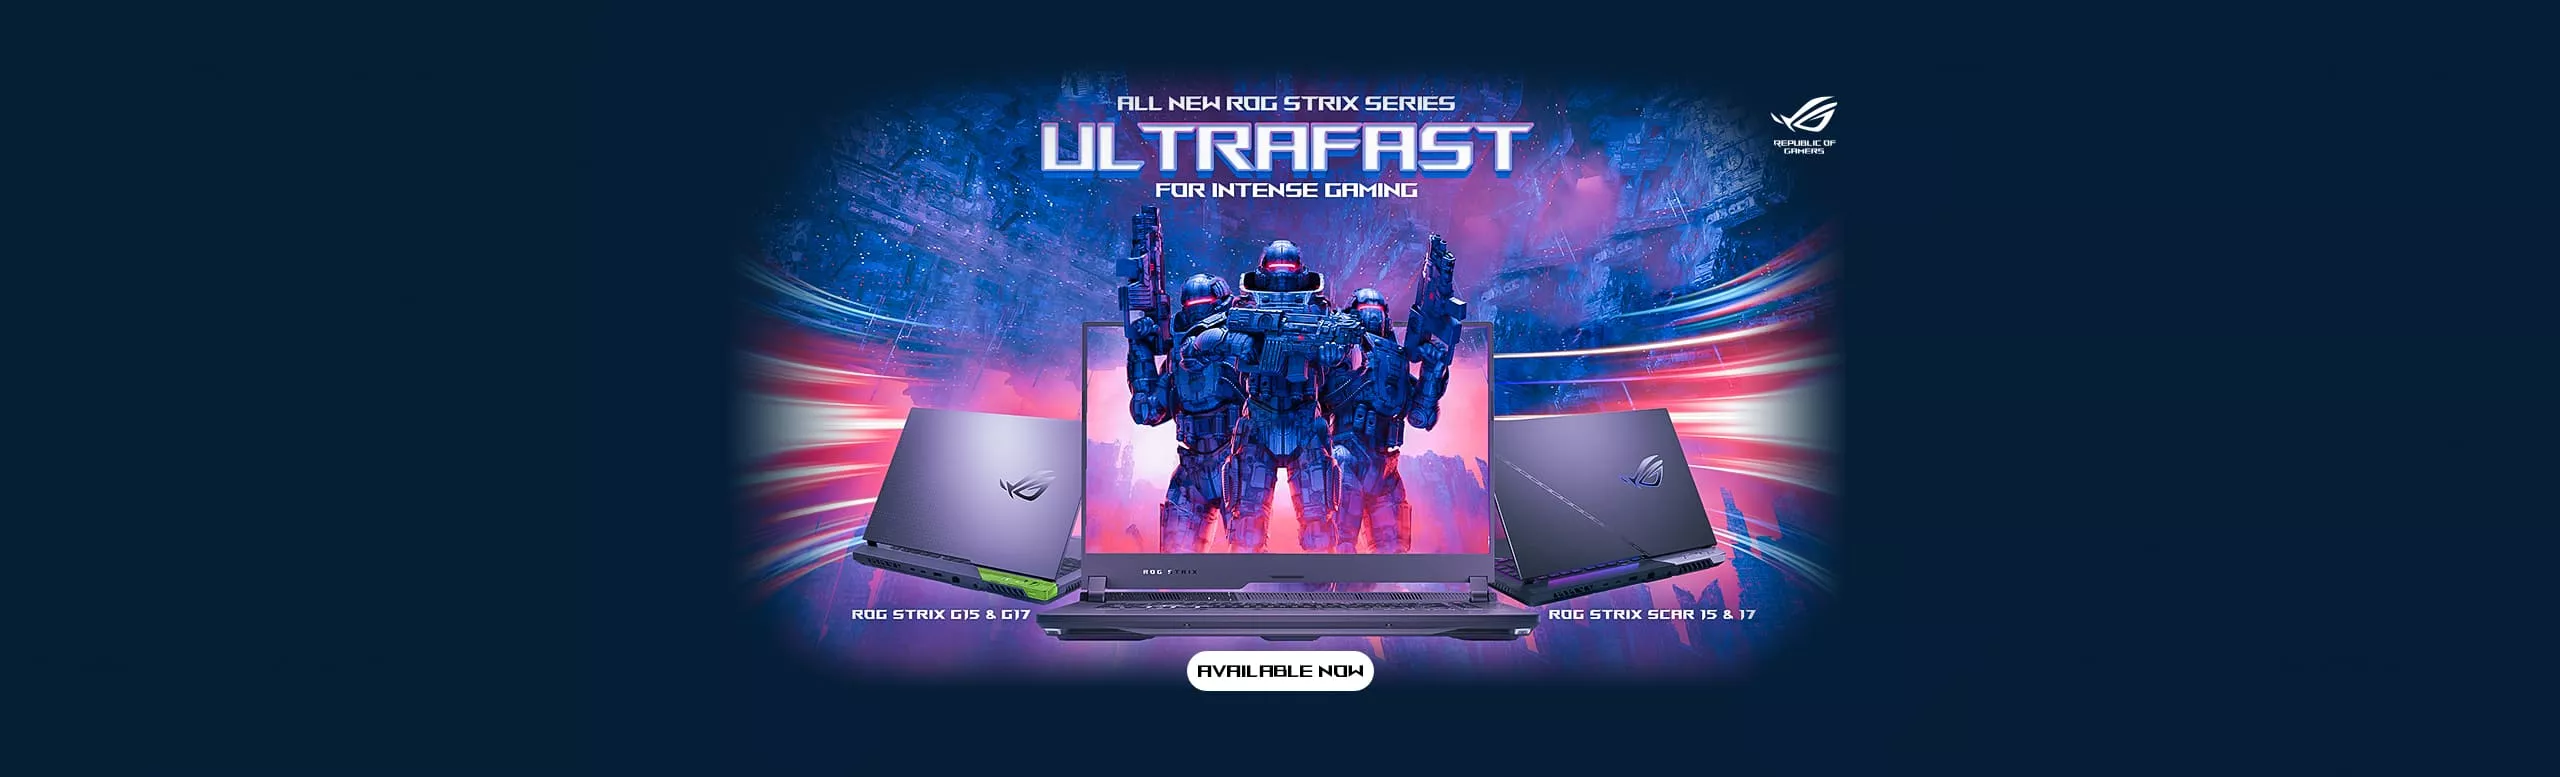 ALL NEW ROG STRIX SERIES
ULTRAFAST
FOR INTENSE GAMING
REPUBLIC OF
GAMERS
ROG STRIX
ROG STRIX G15 & G17
ROG STRIX SCAR 15 & 17
AVAILABLE NOW